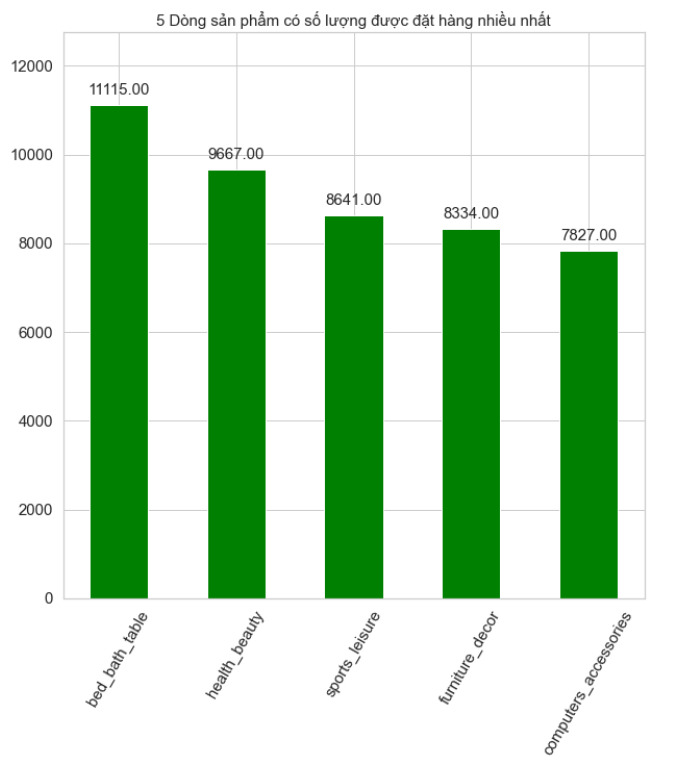 5 Dòng sản phẩm có số lượng được đặt hàng nhiều nhất
12000
10000
8000
6000
4000
2000
0
11115.00
9667.00
8641.00
8334.00
7827.00
bed_bath_table
health_beauty
sports_leisure
furniture_decor
computers_accessories